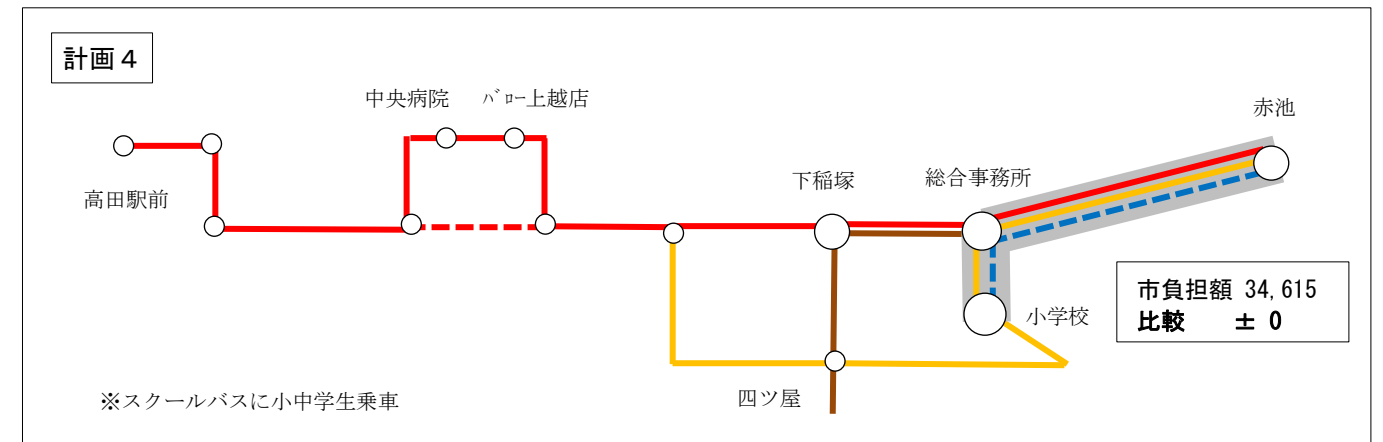 計画４
中央病院
ﾊﾞﾛｰ上越店
赤池
高田駅前
下稲塚
総合事務所
市負担額 34,615
比較 ± 0
小学校
四ツ屋
※スクールバスに小中学生乗車